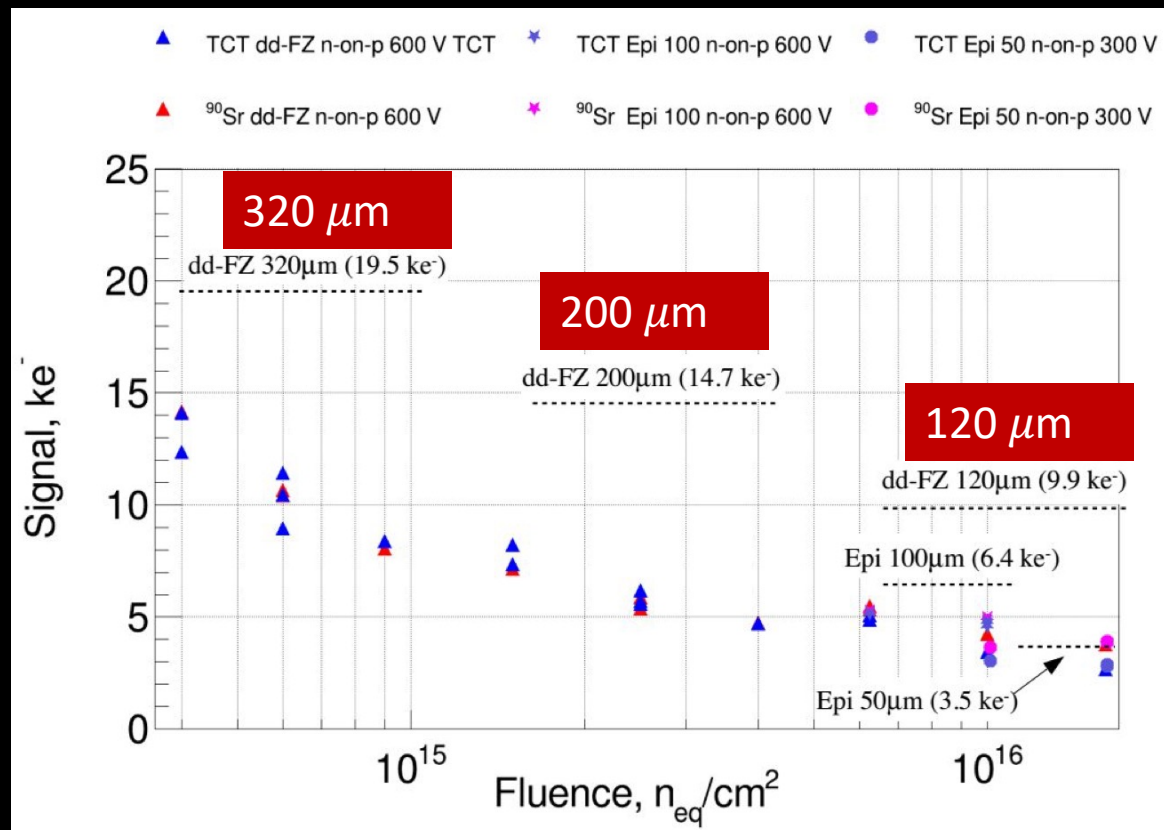 TCT dd-FZ n-on-p 600 V TCT
TCT Epi 100 n-on-p 600 V
TCT Epi 50 n-on-p 300 V
⁹⁰Sr dd-FZ n-on-p 600 V
⁹⁰Sr Epi 100 n-on-p 600 V
⁹⁰Sr Epi 50 n-on-p 300 V
25
20
15
10
5
0
Signal, ke⁻
320 μm
dd-FZ 320μm (19.5 ke⁻)
200 μm
dd-FZ 200μm (14.7 ke⁻)
120 μm
dd-FZ 120μm (9.9 ke⁻)
Epi 100μm (6.4 ke⁻)
Epi 50μm (3.5 ke⁻)
10¹⁵
10¹⁶
Fluence, n_eq/cm²